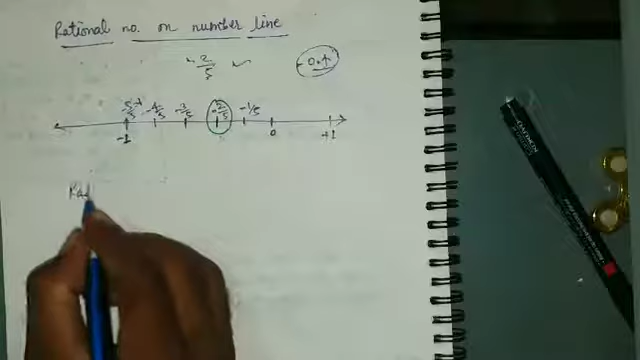 Rational no. on number line
-2/5 ✓ -0.4
-5/5 -4/5 -3/5 -2/5 -1/5
-1 0 +1
Rad